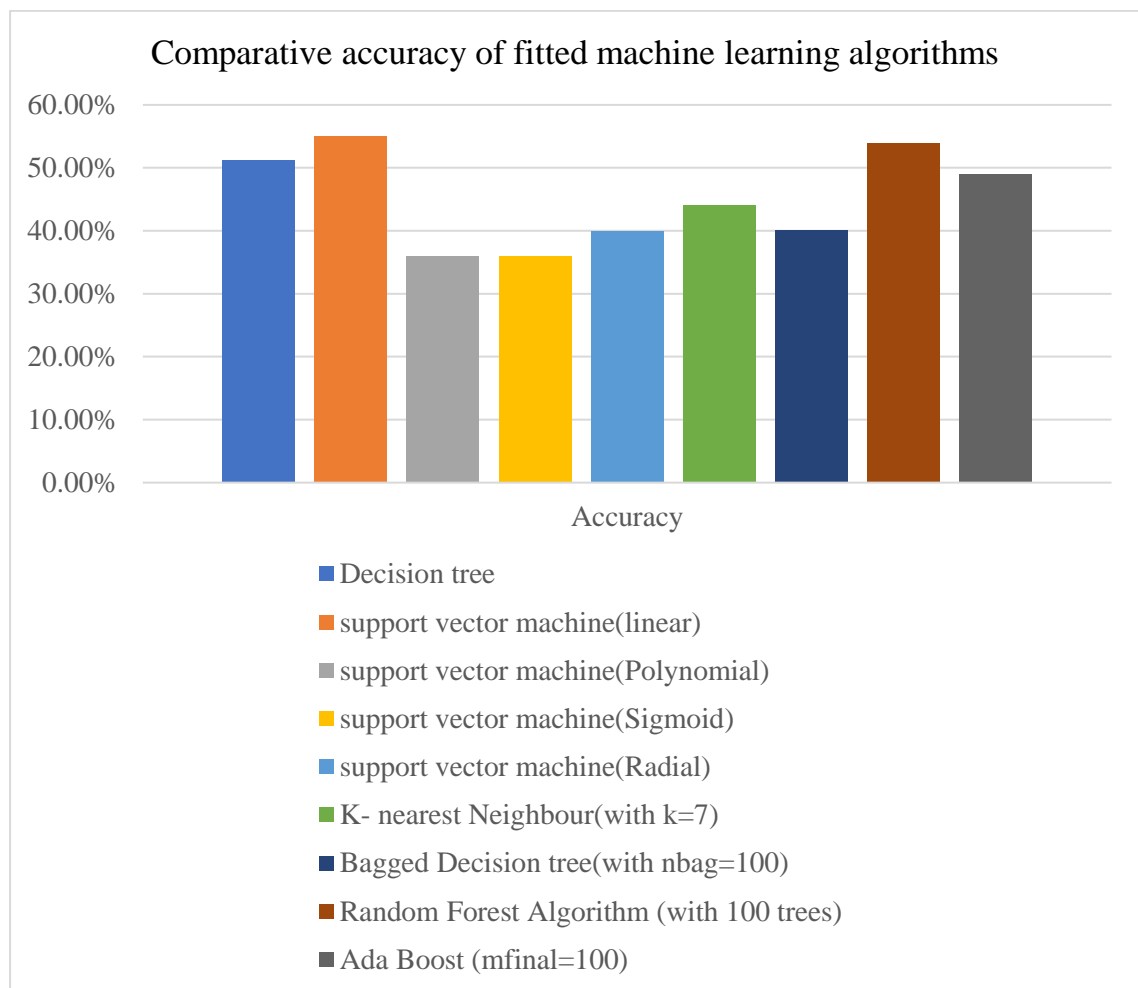 Comparative accuracy of fitted machine learning algorithms
60.00%
50.00%
40.00%
30.00%
20.00%
10.00%
0.00%
Accuracy
Decision tree
support vector machine(linear)
support vector machine(Polynomial)
support vector machine(Sigmoid)
support vector machine(Radial)
K- nearest Neighbour(with k=7)
Bagged Decision tree(with nbag=100)
Random Forest Algorithm (with 100 trees)
Ada Boost (mfinal=100)